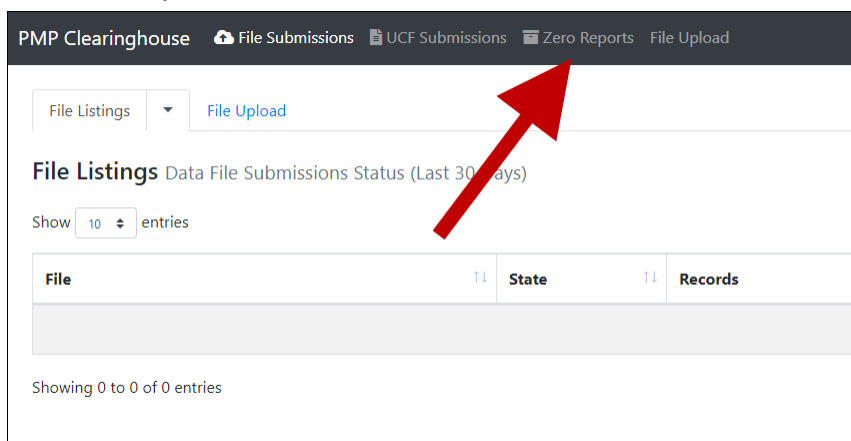 PMP Clearinghouse File Submissions UCF Submissions Zero Reports File Upload
File Listings File Upload
File Listings Data File Submissions Status (Last 30 Days)
Show 10 entries
File State Records
Showing 0 to 0 of 0 entries